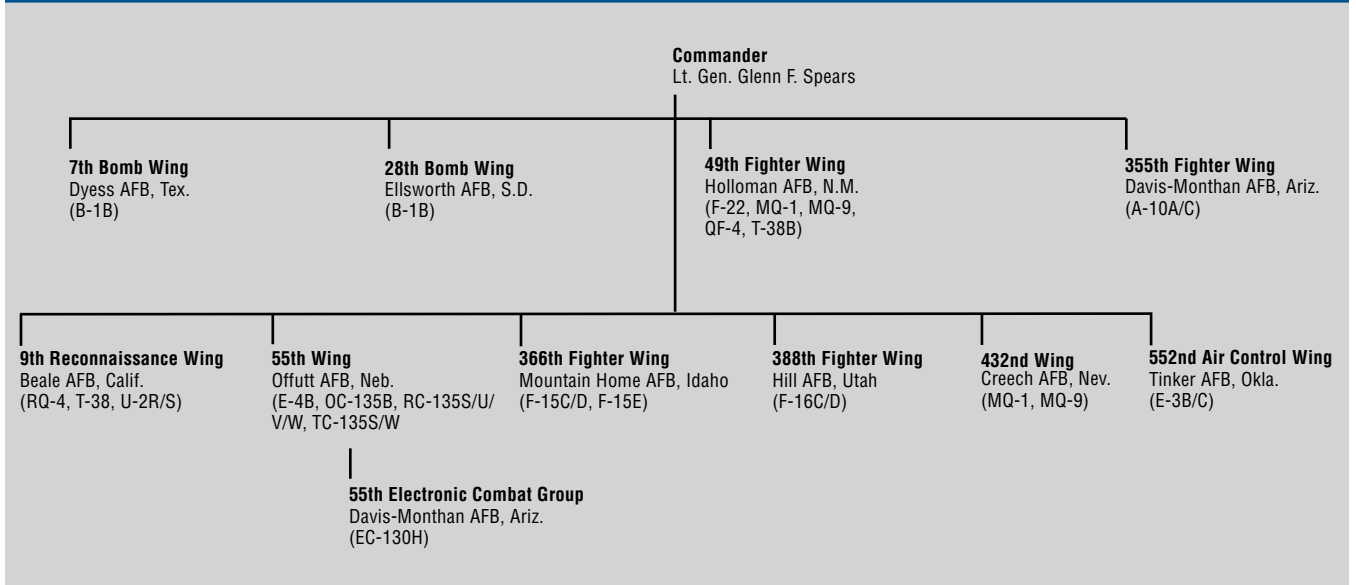 Commander
Lt. Gen. Glenn F. Spears
7th Bomb Wing
Dyess AFB, Tex.
(B-1B)
28th Bomb Wing
Ellsworth AFB, S.D.
(B-1B)
49th Fighter Wing
Holloman AFB, N.M.
(F-22, MQ-1, MQ-9,
QF-4, T-38B)
355th Fighter Wing
Davis-Monthan AFB, Ariz.
(A-10A/C)
9th Reconnaissance Wing
Beale AFB, Calif.
(RQ-4, T-38, U-2R/S)
55th Wing
Offutt AFB, Neb.
(E-4B, OC-135B, RC-135S/U/
V/W, TC-135S/W
366th Fighter Wing
Mountain Home AFB, Idaho
(F-15C/D, F-15E)
388th Fighter Wing
Hill AFB, Utah
(F-16C/D)
432nd Wing
Creech AFB, Nev.
(MQ-1, MQ-9)
552nd Air Control Wing
Tinker AFB, Okla.
(E-3B/C)
55th Electronic Combat Group
Davis-Monthan AFB, Ariz.
(EC-130H)